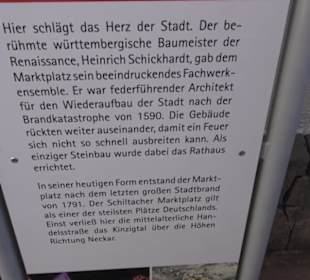 Hier schlägt das Herz der Stadt. Der be-
rühmte württembergische Baumeister der
Renaissance, Heinrich Schickhardt, gab dem
Marktplatz sein beeindruckendes Fachwerk-
ensemble. Er war federführender Architekt
für den Wiederaufbau der Stadt nach der
Brandkatastrophe von 1590. Die Gebäude
rückten weiter auseinander, damit ein Feuer
sich nicht so schnell ausbreiten kann. Als
einziger Steinbau wurde dabei das Rathaus
errichtet.
In seiner heutigen Form entstand der Markt-
platz nach dem letzten großen Stadtbrand
von 1791. Der Schiltacher Marktplatz gilt
als einer der steilsten Plätze Deutschlands.
Einst verließ hier die mittelalterliche Han-
delsstraße das Kinzigtal über die Höhen
Richtung Neckar.